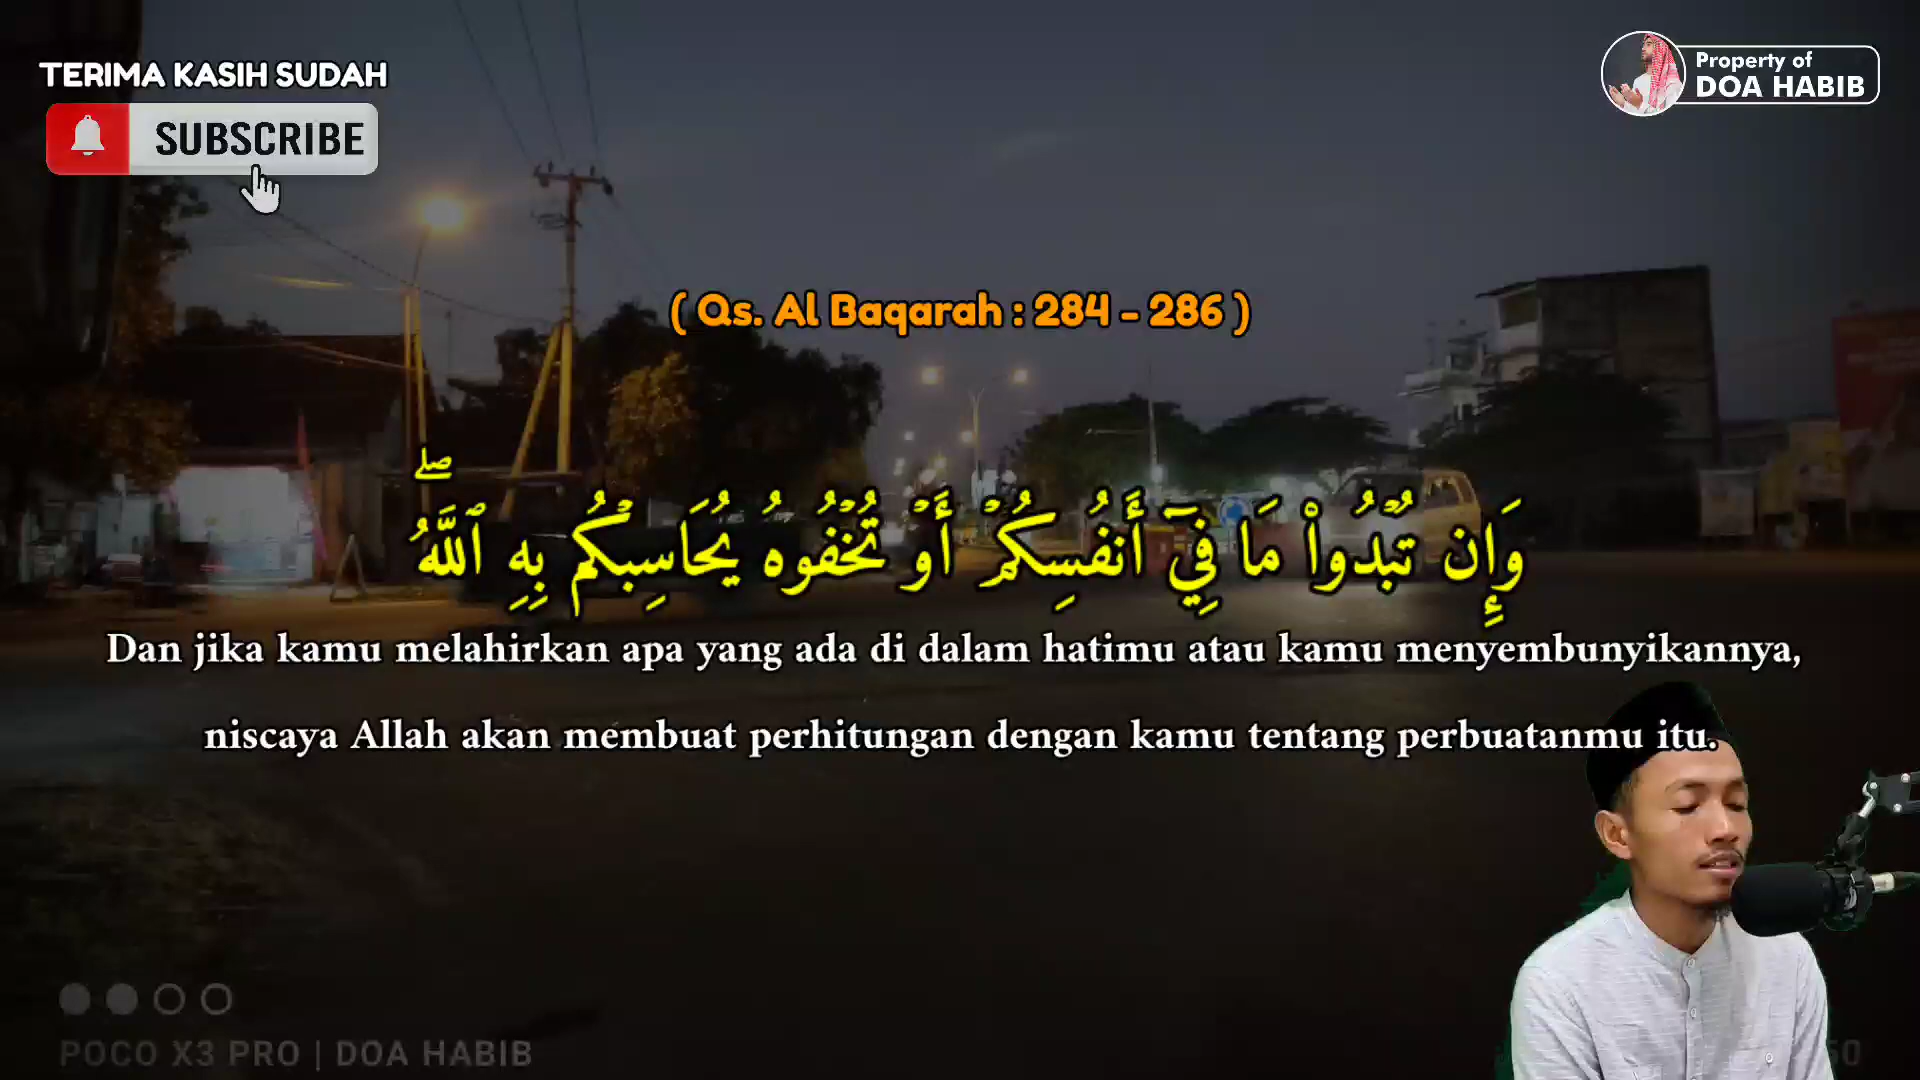 TERIMA KASIH SUDAH
SUBSCRIBE
Property of
DOA HABIB
( Qs. Al Baqarah : 284 - 286 )
وَإِن تُبْدُوا۟ مَا فِيٓ أَنفُسِكُمْ أَوْ تُخْفُوهُ يُحَاسِبْكُم بِهِ ٱللَّهُ ۖ
Dan jika kamu melahirkan apa yang ada di dalam hatimu atau kamu menyembunyikannya,
niscaya Allah akan membuat perhitungan dengan kamu tentang perbuatanmu itu.
POCO X3 PRO | DOA HABIB